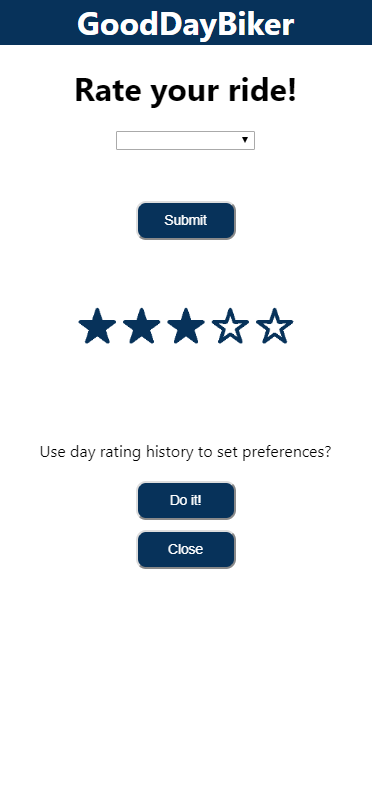 GoodDayBiker
Rate your ride!
Submit
Use day rating history to set preferences?
Do it!
Close